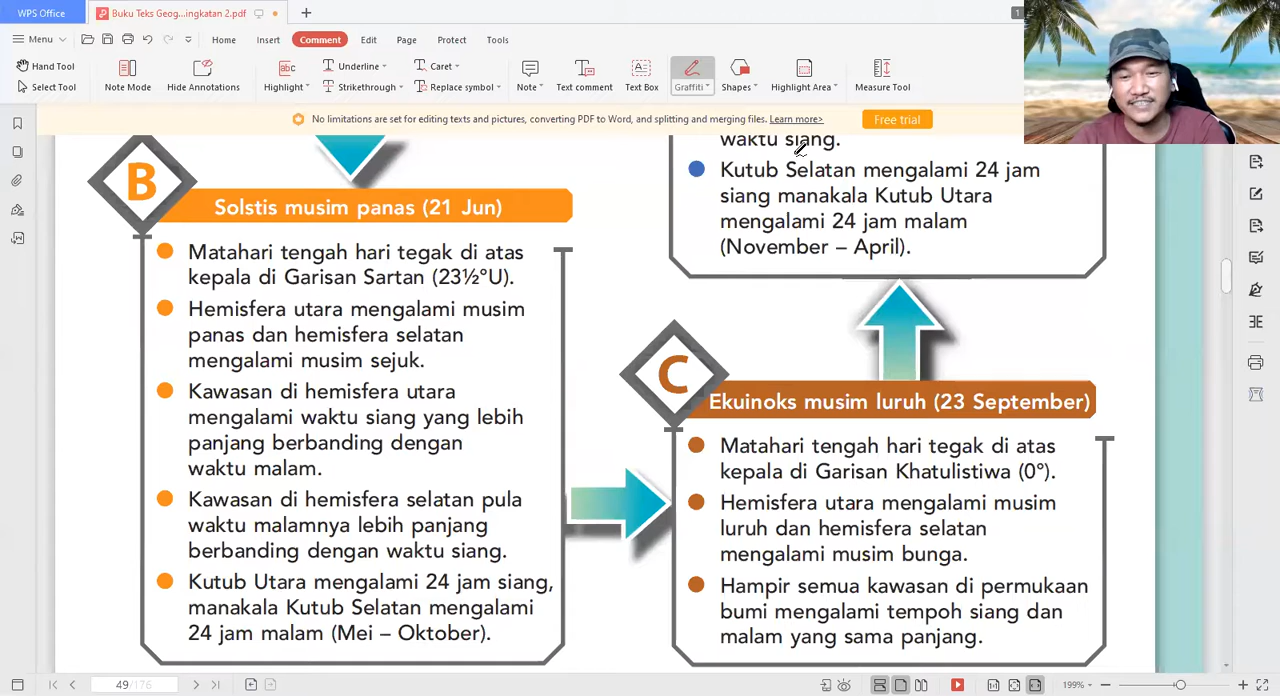 WPS Office
Buku Teks Geog...ingkatan 2.pdf
1
Menu
Home
Insert
Comment
Edit
Page
Protect
Tools
Hand Tool
Select Tool
Note Mode
Hide Annotations
Highlight
Underline
Strikethrough
Caret
Replace symbol
Note
Text comment
Text Box
Graffiti
Shapes
Highlight Area
Measure Tool
No limitations are set for editing texts and pictures, converting PDF to Word, and splitting and merging files. Learn more>
Free trial
B
Solstis musim panas (21 Jun)
Matahari tengah hari tegak di atas
kepala di Garisan Sartan (23½°U).
Hemisfera utara mengalami musim
panas dan hemisfera selatan
mengalami musim sejuk.
Kawasan di hemisfera utara
mengalami waktu siang yang lebih
panjang berbanding dengan
waktu malam.
Kawasan di hemisfera selatan pula
waktu malamnya lebih panjang
berbanding dengan waktu siang.
Kutub Utara mengalami 24 jam siang,
manakala Kutub Selatan mengalami
24 jam malam (Mei – Oktober).
waktu siang.
Kutub Selatan mengalami 24 jam
siang manakala Kutub Utara
mengalami 24 jam malam
(November – April).
C
Ekuinoks musim luruh (23 September)
Matahari tengah hari tegak di atas
kepala di Garisan Khatulistiwa (0°).
Hemisfera utara mengalami musim
luruh dan hemisfera selatan
mengalami musim bunga.
Hampir semua kawasan di permukaan
bumi mengalami tempoh siang dan
malam yang sama panjang.
49/176
199%